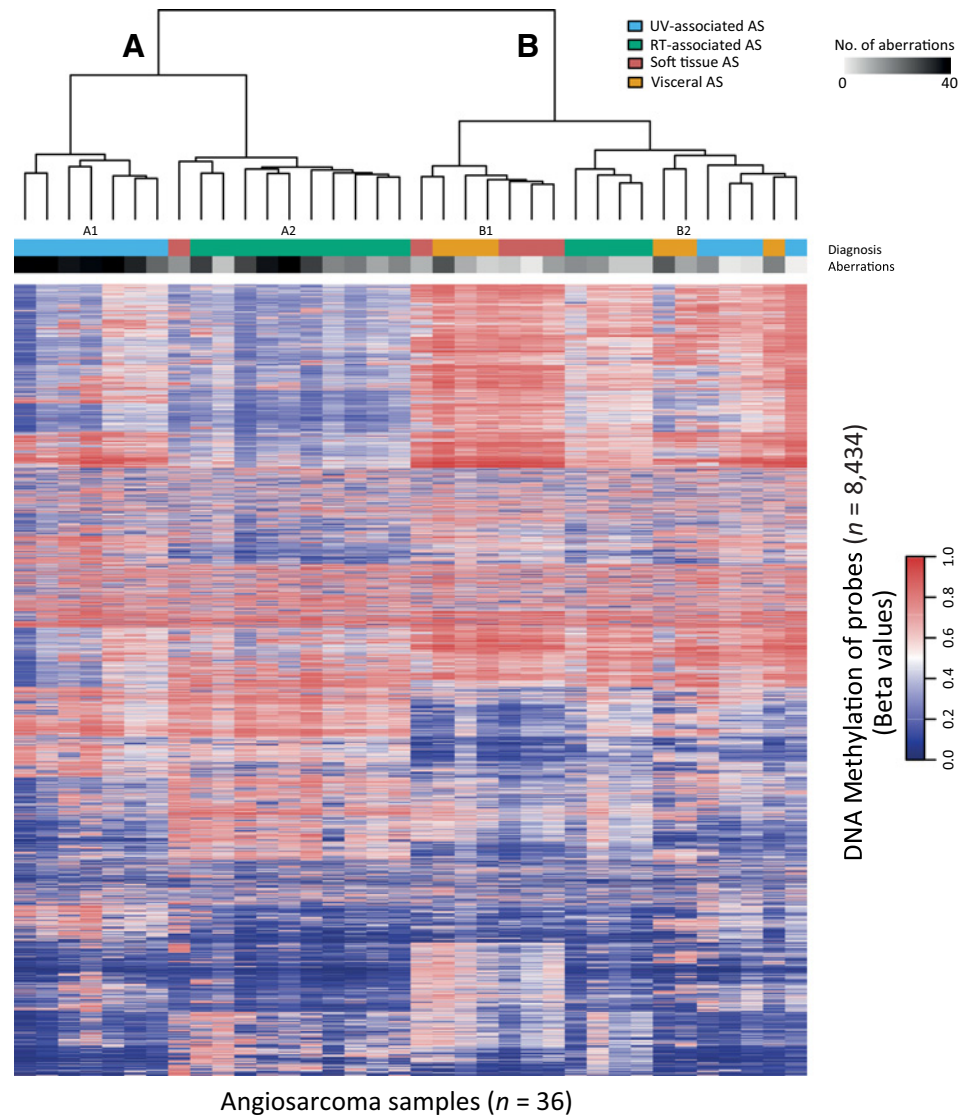 A
B
UV-associated AS
RT-associated AS
Soft tissue AS
Visceral AS
No. of aberrations
0 40
A1 A2 B1 B2
Diagnosis
Aberrations
DNA Methylation of probes (n = 8,434)
(Beta values)
0.0 0.2 0.4 0.6 0.8 1.0
Angiosarcoma samples (n = 36)